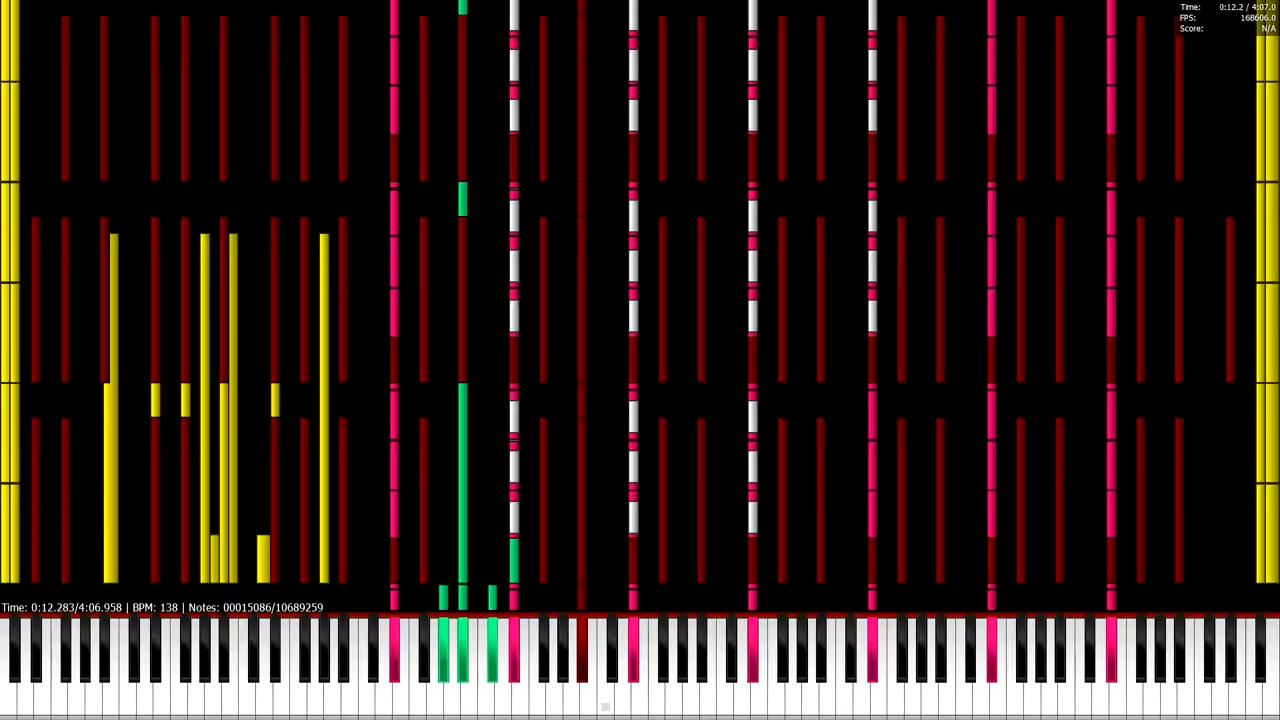 Time: 0:12.2 / 4:07.0
FPS: 168606.0
Score: N/A
Time: 0:12.283/4:06.958 | BPM: 138 | Notes: 00015086/10689259